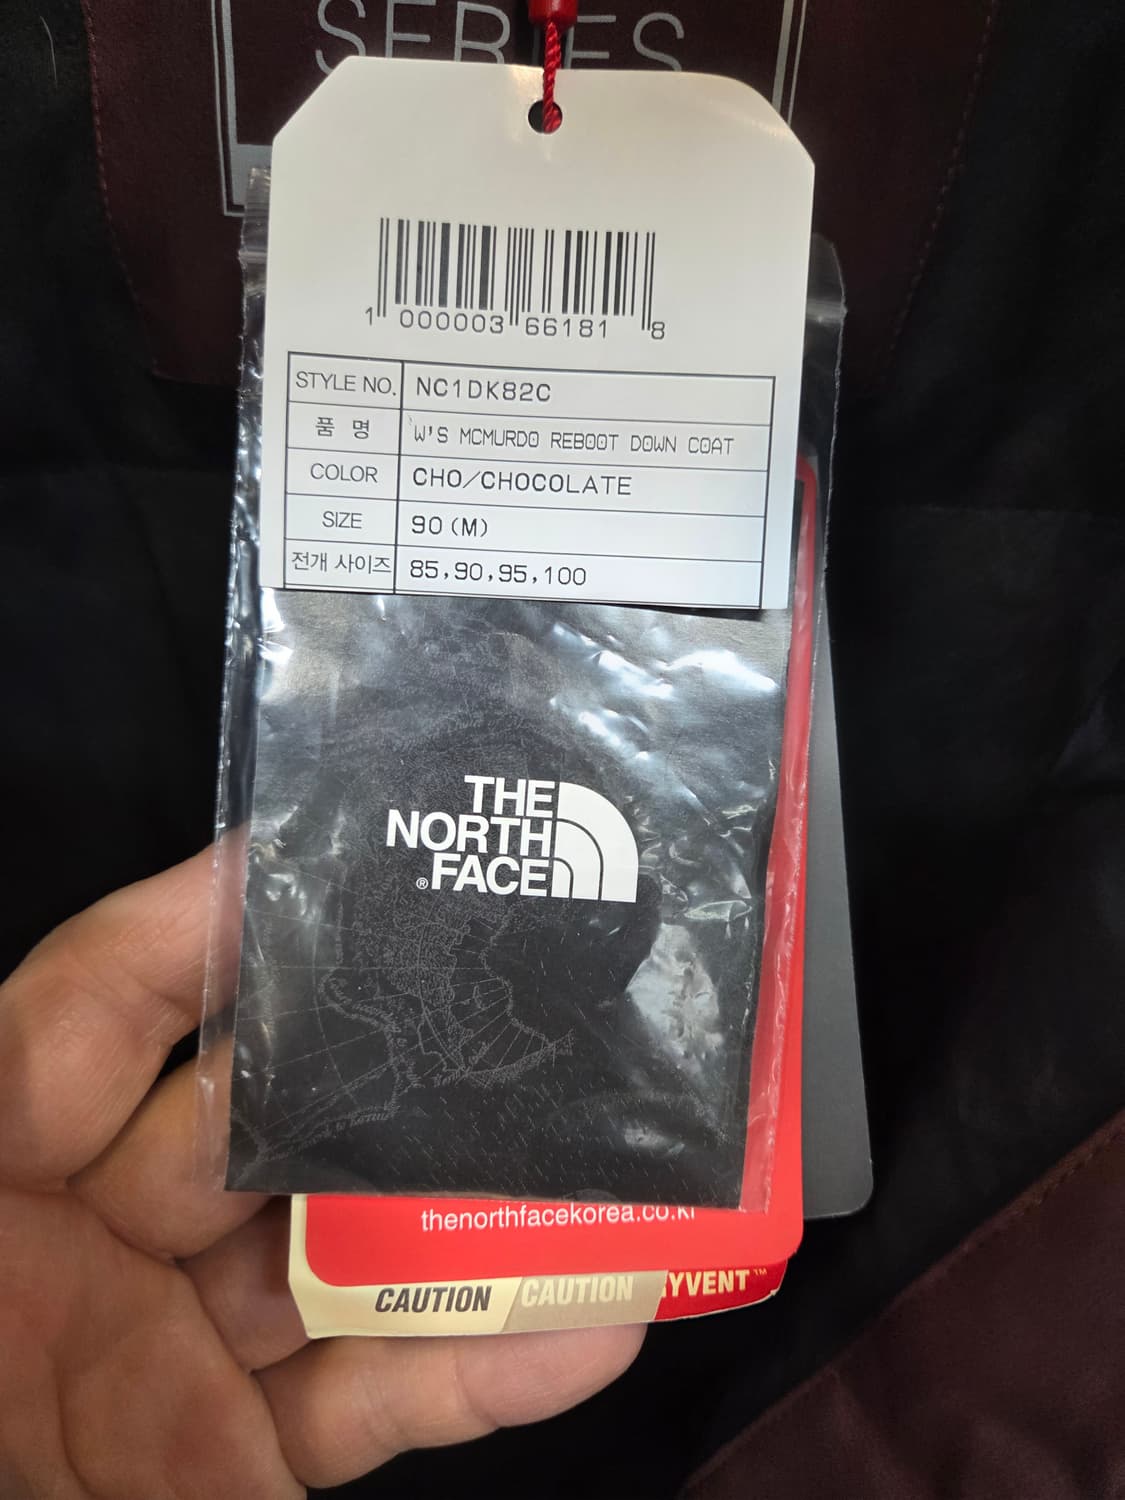 SERIES
1 000003 66181 8
STYLE NO. NC1DK82C
품 명 W'S MCMURDO REBOOT DOWN COAT
COLOR CHO/CHOCOLATE
SIZE 90(M)
전개 사이즈 85,90,95,100
THE
NORTH
®FACE
thenorthfacekorea.co.kr
CAUTION CAUTION YVENT™